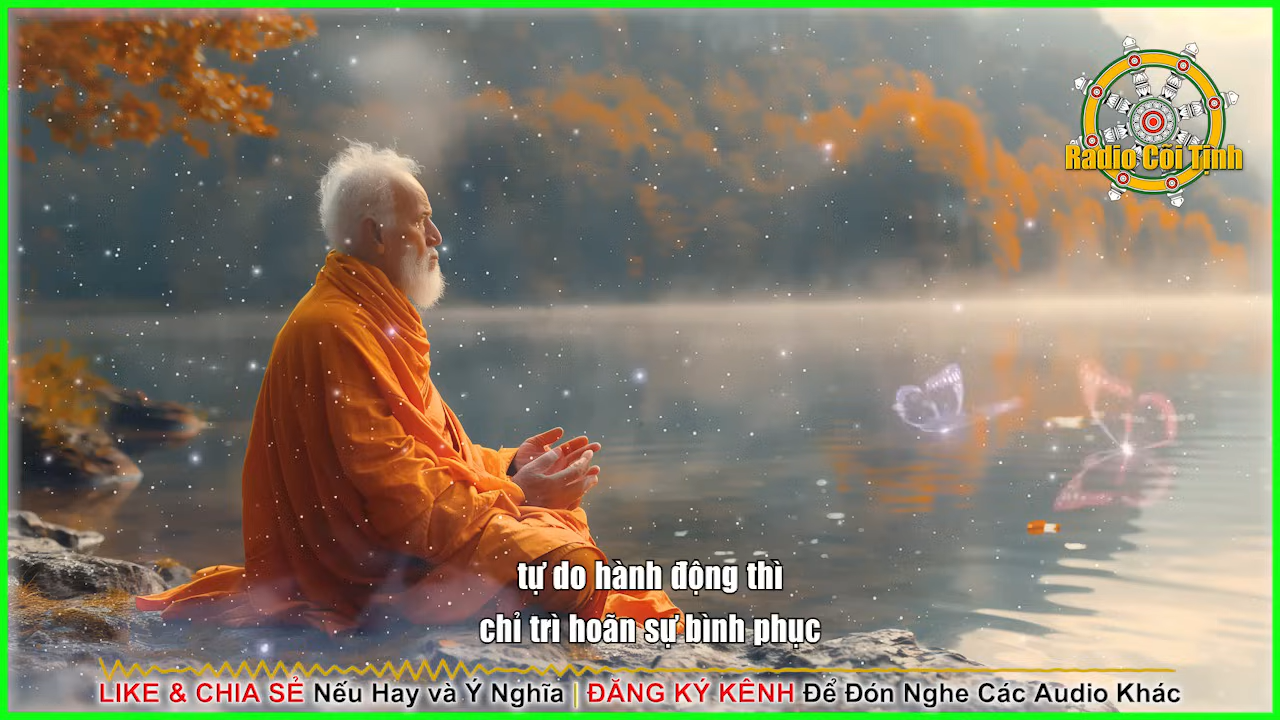 Radio Cõi Tịnh
tự do hành động thì
chỉ trì hoãn sự bình phục
LIKE & CHIA SẺ Nếu Hay và Ý Nghĩa | ĐĂNG KÝ KÊNH Để Đón Nghe Các Audio Khác